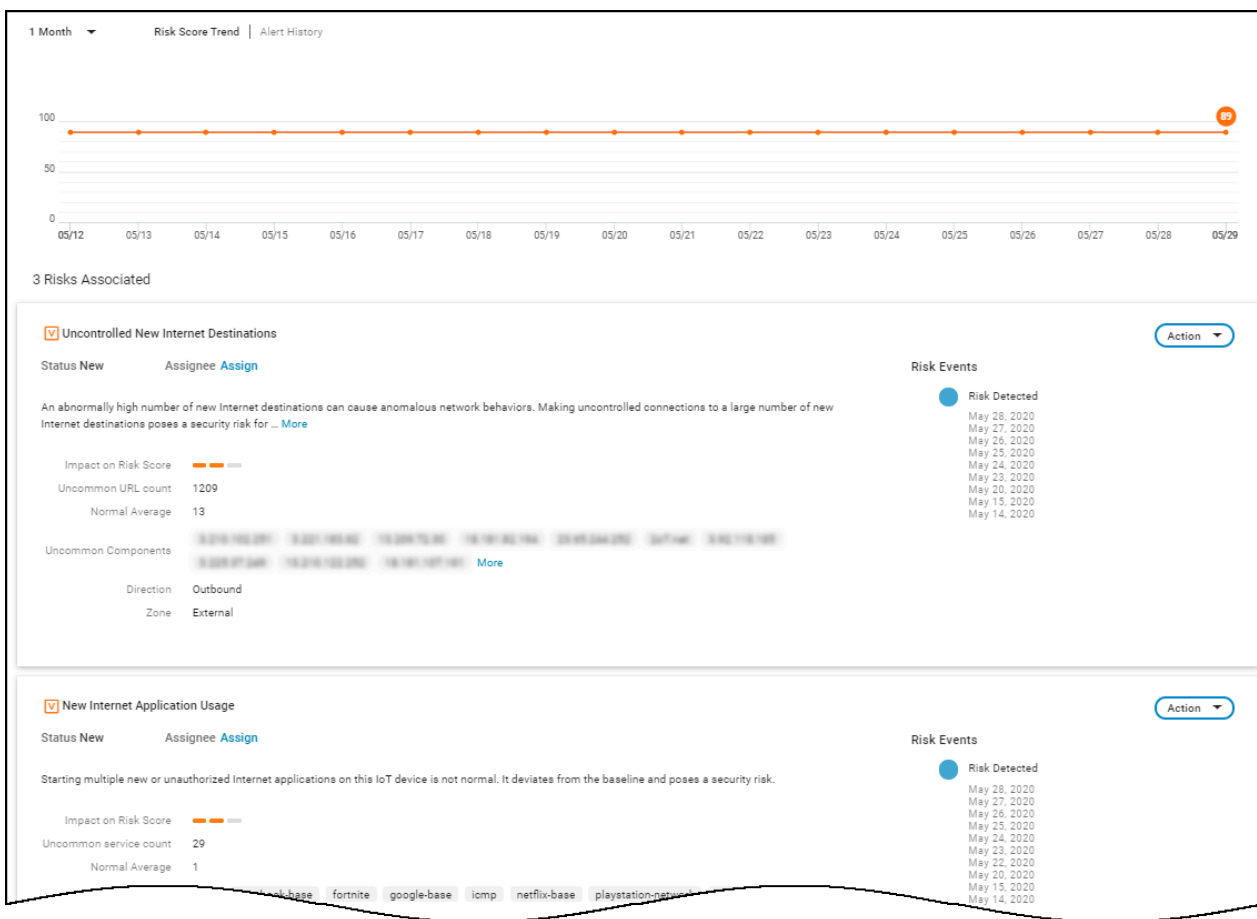 1 Month
Risk Score Trend | Alert History
100
89
50
0
05/12 05/13 05/14 05/15 05/16 05/17 05/18 05/19 05/20 05/21 05/22 05/23 05/24 05/25 05/26 05/27 05/28 05/29
3 Risks Associated
V Uncontrolled New Internet Destinations
Action
Status New Assignee Assign
Risk Events
An abnormally high number of new Internet destinations can cause anomalous network behaviors. Making uncontrolled connections to a large number of new
Internet destinations poses a security risk for ... More
Impact on Risk Score
Uncommon URL count 1209
Normal Average 13
Uncommon Components
More
Direction Outbound
Zone External
Risk Detected
May 28, 2020
May 27, 2020
May 26, 2020
May 25, 2020
May 24, 2020
May 23, 2020
May 20, 2020
May 15, 2020
May 14, 2020
V New Internet Application Usage
Action
Status New Assignee Assign
Risk Events
Starting multiple new or unauthorized Internet applications on this IoT device is not normal. It deviates from the baseline and poses a security risk.
Impact on Risk Score
Uncommon service count 29
Normal Average 1
fortnite google-base icmp netflix-base
Risk Detected
May 28, 2020
May 27, 2020
May 26, 2020
May 25, 2020
May 24, 2020
May 23, 2020
May 22, 2020
May 20, 2020
May 15, 2020
May 14, 2020